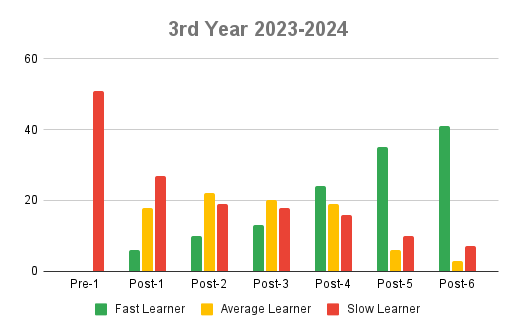 3rd Year 2023-2024
60
40
20
0
Pre-1 Post-1 Post-2 Post-3 Post-4 Post-5 Post-6
Fast Learner Average Learner Slow Learner